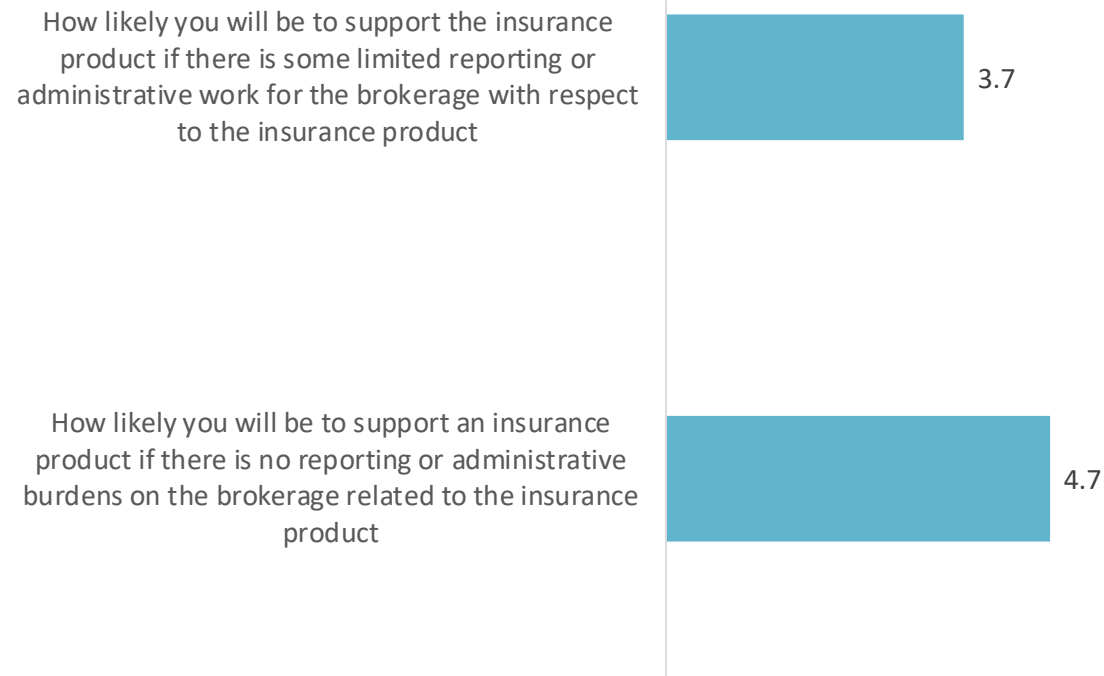 How likely you will be to support the insurance
product if there is some limited reporting or
administrative work for the brokerage with respect
to the insurance product
3.7
How likely you will be to support an insurance
product if there is no reporting or administrative
burdens on the brokerage related to the insurance
product
4.7